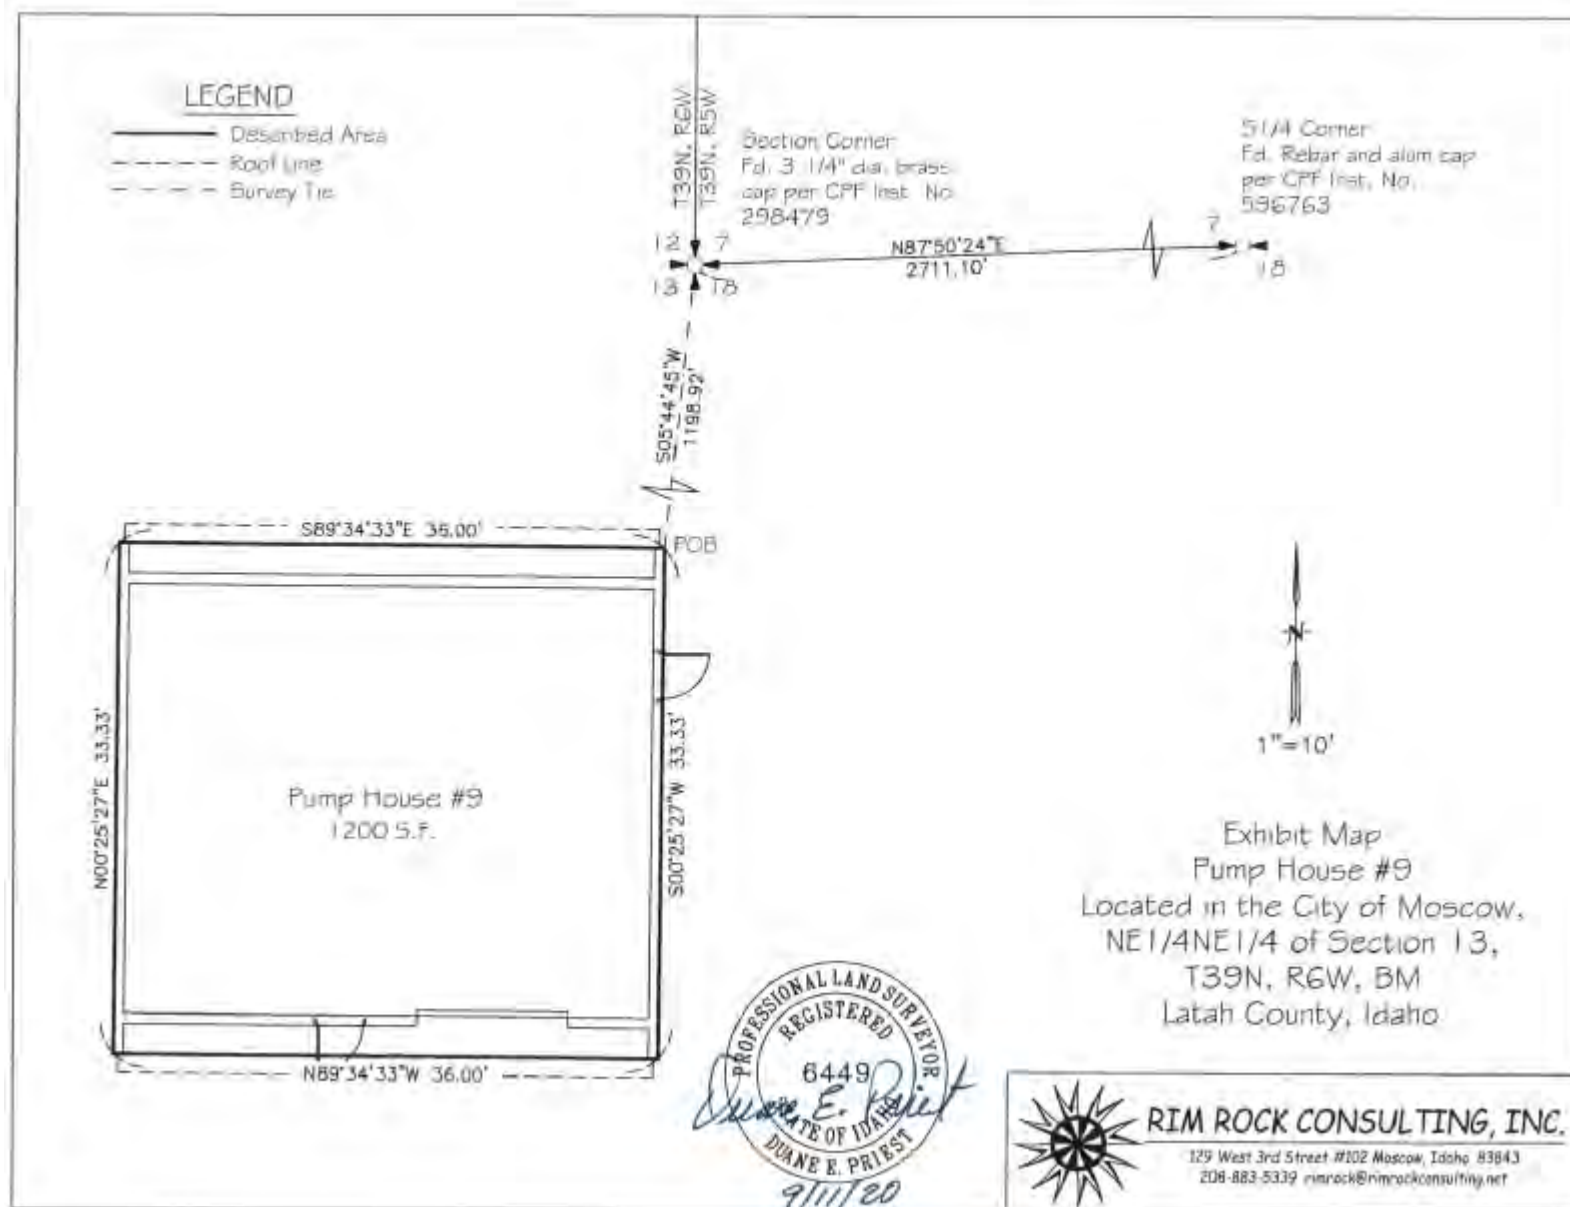 LEGEND
Described Area
Roof Line
Survey Tie
T39N, R6W
T39N, R5W
Section Corner
Fd. 3 1/4" dia. brass
cap per CPF Inst. No.
298479
S1/4 Corner
Fd. Rebar and alum cap
per CPF Inst. No.
596763
12 7
13 18
N87°50'24"E
2711.10'
7
18
S05°44'45"W
1198.92'
S89°34'33"E 36.00'
POB
N00°25'27"E 33.33'
S00°25'27"W 33.33'
Pump House #9
1200 S.F.
N89°34'33"W 36.00'
N
1"=10'
Exhibit Map
Pump House #9
Located in the City of Moscow,
NE1/4NE1/4 of Section 13,
T39N, R6W, BM
Latah County, Idaho
PROFESSIONAL LAND SURVEYOR
REGISTERED
6449
Duane E. Priest
STATE OF IDAHO
DUANE E. PRIEST
9/11/20
RIM ROCK CONSULTING, INC.
129 West 3rd Street #102 Moscow, Idaho 83843
208-883-5339 rimrock@rimrockconsulting.net